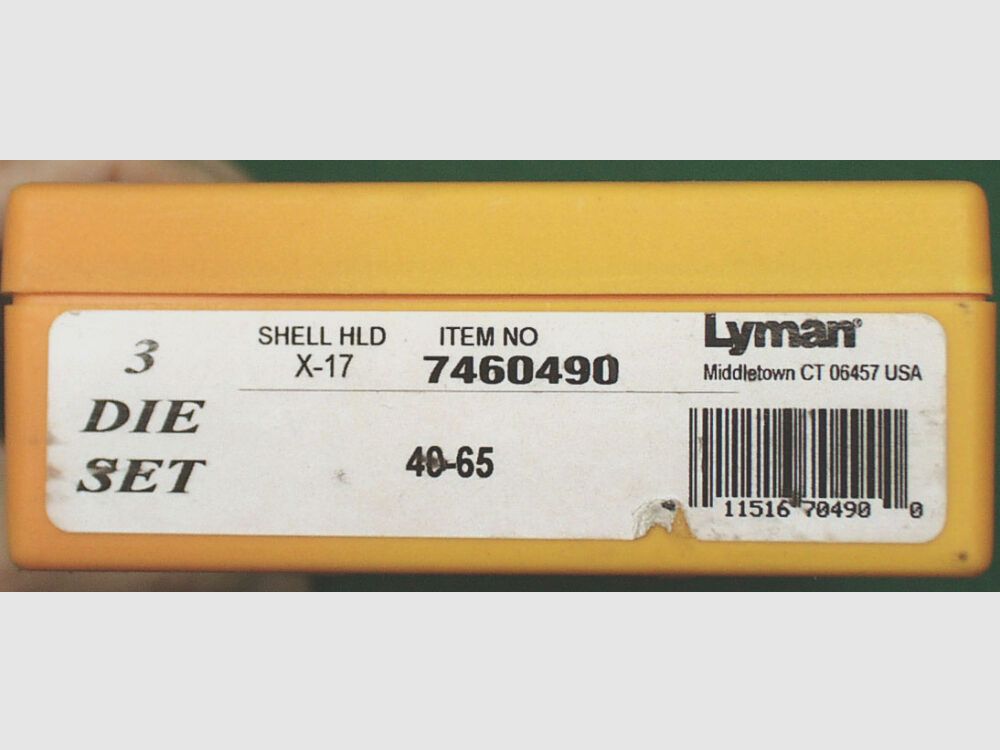 3
DIE
SET
SHELL HLD
X-17
ITEM NO
7460490
40-65
Lyman®
Middletown CT 06457 USA
11516 70490 0